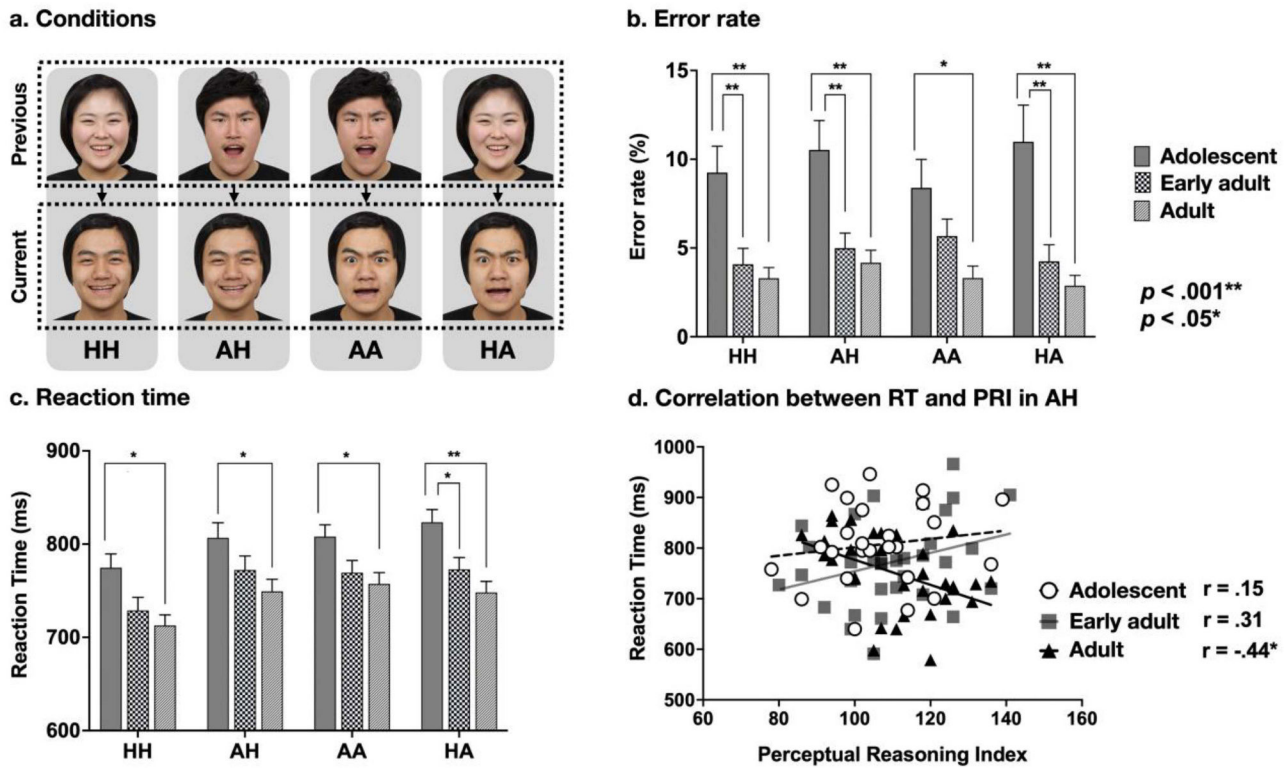 a. Conditions
Previous
Current
HH AH AA HA
b. Error rate
Error rate (%)
15
10
5
0
** ** ** ** * ** **
HH AH AA HA
Adolescent
Early adult
Adult
p < .001**
p < .05*
c. Reaction time
Reaction Time (ms)
900
800
700
600
* * * ** *
HH AH AA HA
d. Correlation between RT and PRI in AH
Reaction Time (ms)
1000
900
800
700
600
500
60 80 100 120 140 160
Perceptual Reasoning Index
Adolescent r = .15
Early adult r = .31
Adult r = -.44*